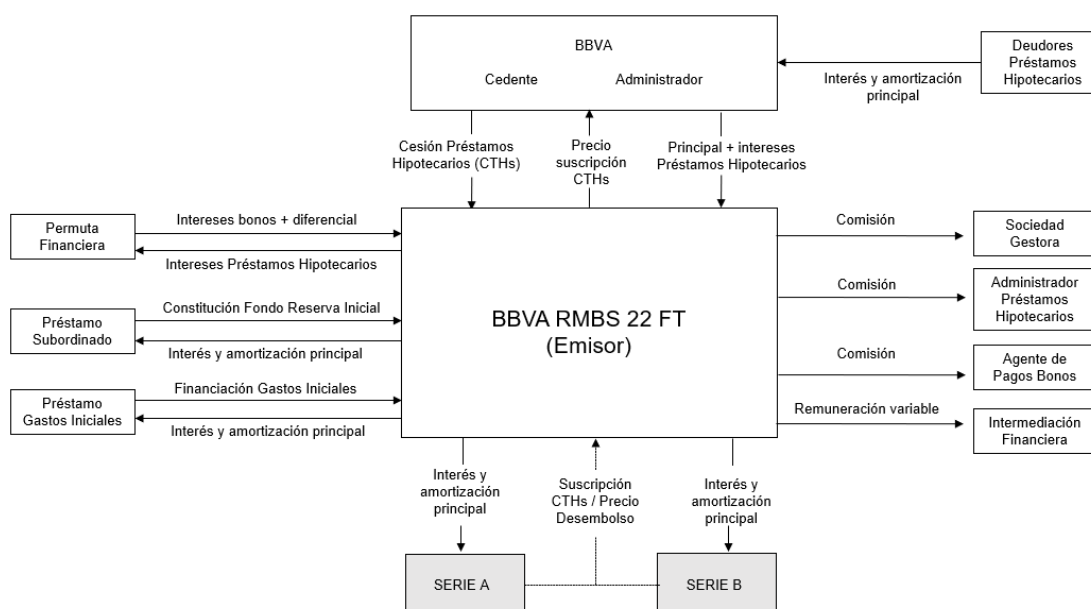 BBVA
Cedente
Administrador
Interés y amortización
principal
Deudores
Préstamos
Hipotecarios
Cesión Préstamos
Hipotecarios (CTHs)
Precio
suscripción
CTHs
Principal + intereses
Préstamos Hipotecarios
Permuta
Financiera
Intereses bonos + diferencial
Intereses Préstamos Hipotecarios
Préstamo
Subordinado
Constitución Fondo Reserva Inicial
Interés y amortización principal
Préstamo
Gastos Iniciales
Financiación Gastos Iniciales
Interés y amortización principal
BBVA RMBS 22 FT
(Emisor)
Comisión
Sociedad
Gestora
Comisión
Administrador
Préstamos
Hipotecarios
Comisión
Agente de
Pagos Bonos
Remuneración variable
Intermediación
Financiera
Interés y
amortización
principal
Suscripción
CTHs / Precio
Desembolso
Interés y
amortización
principal
SERIE A
SERIE B